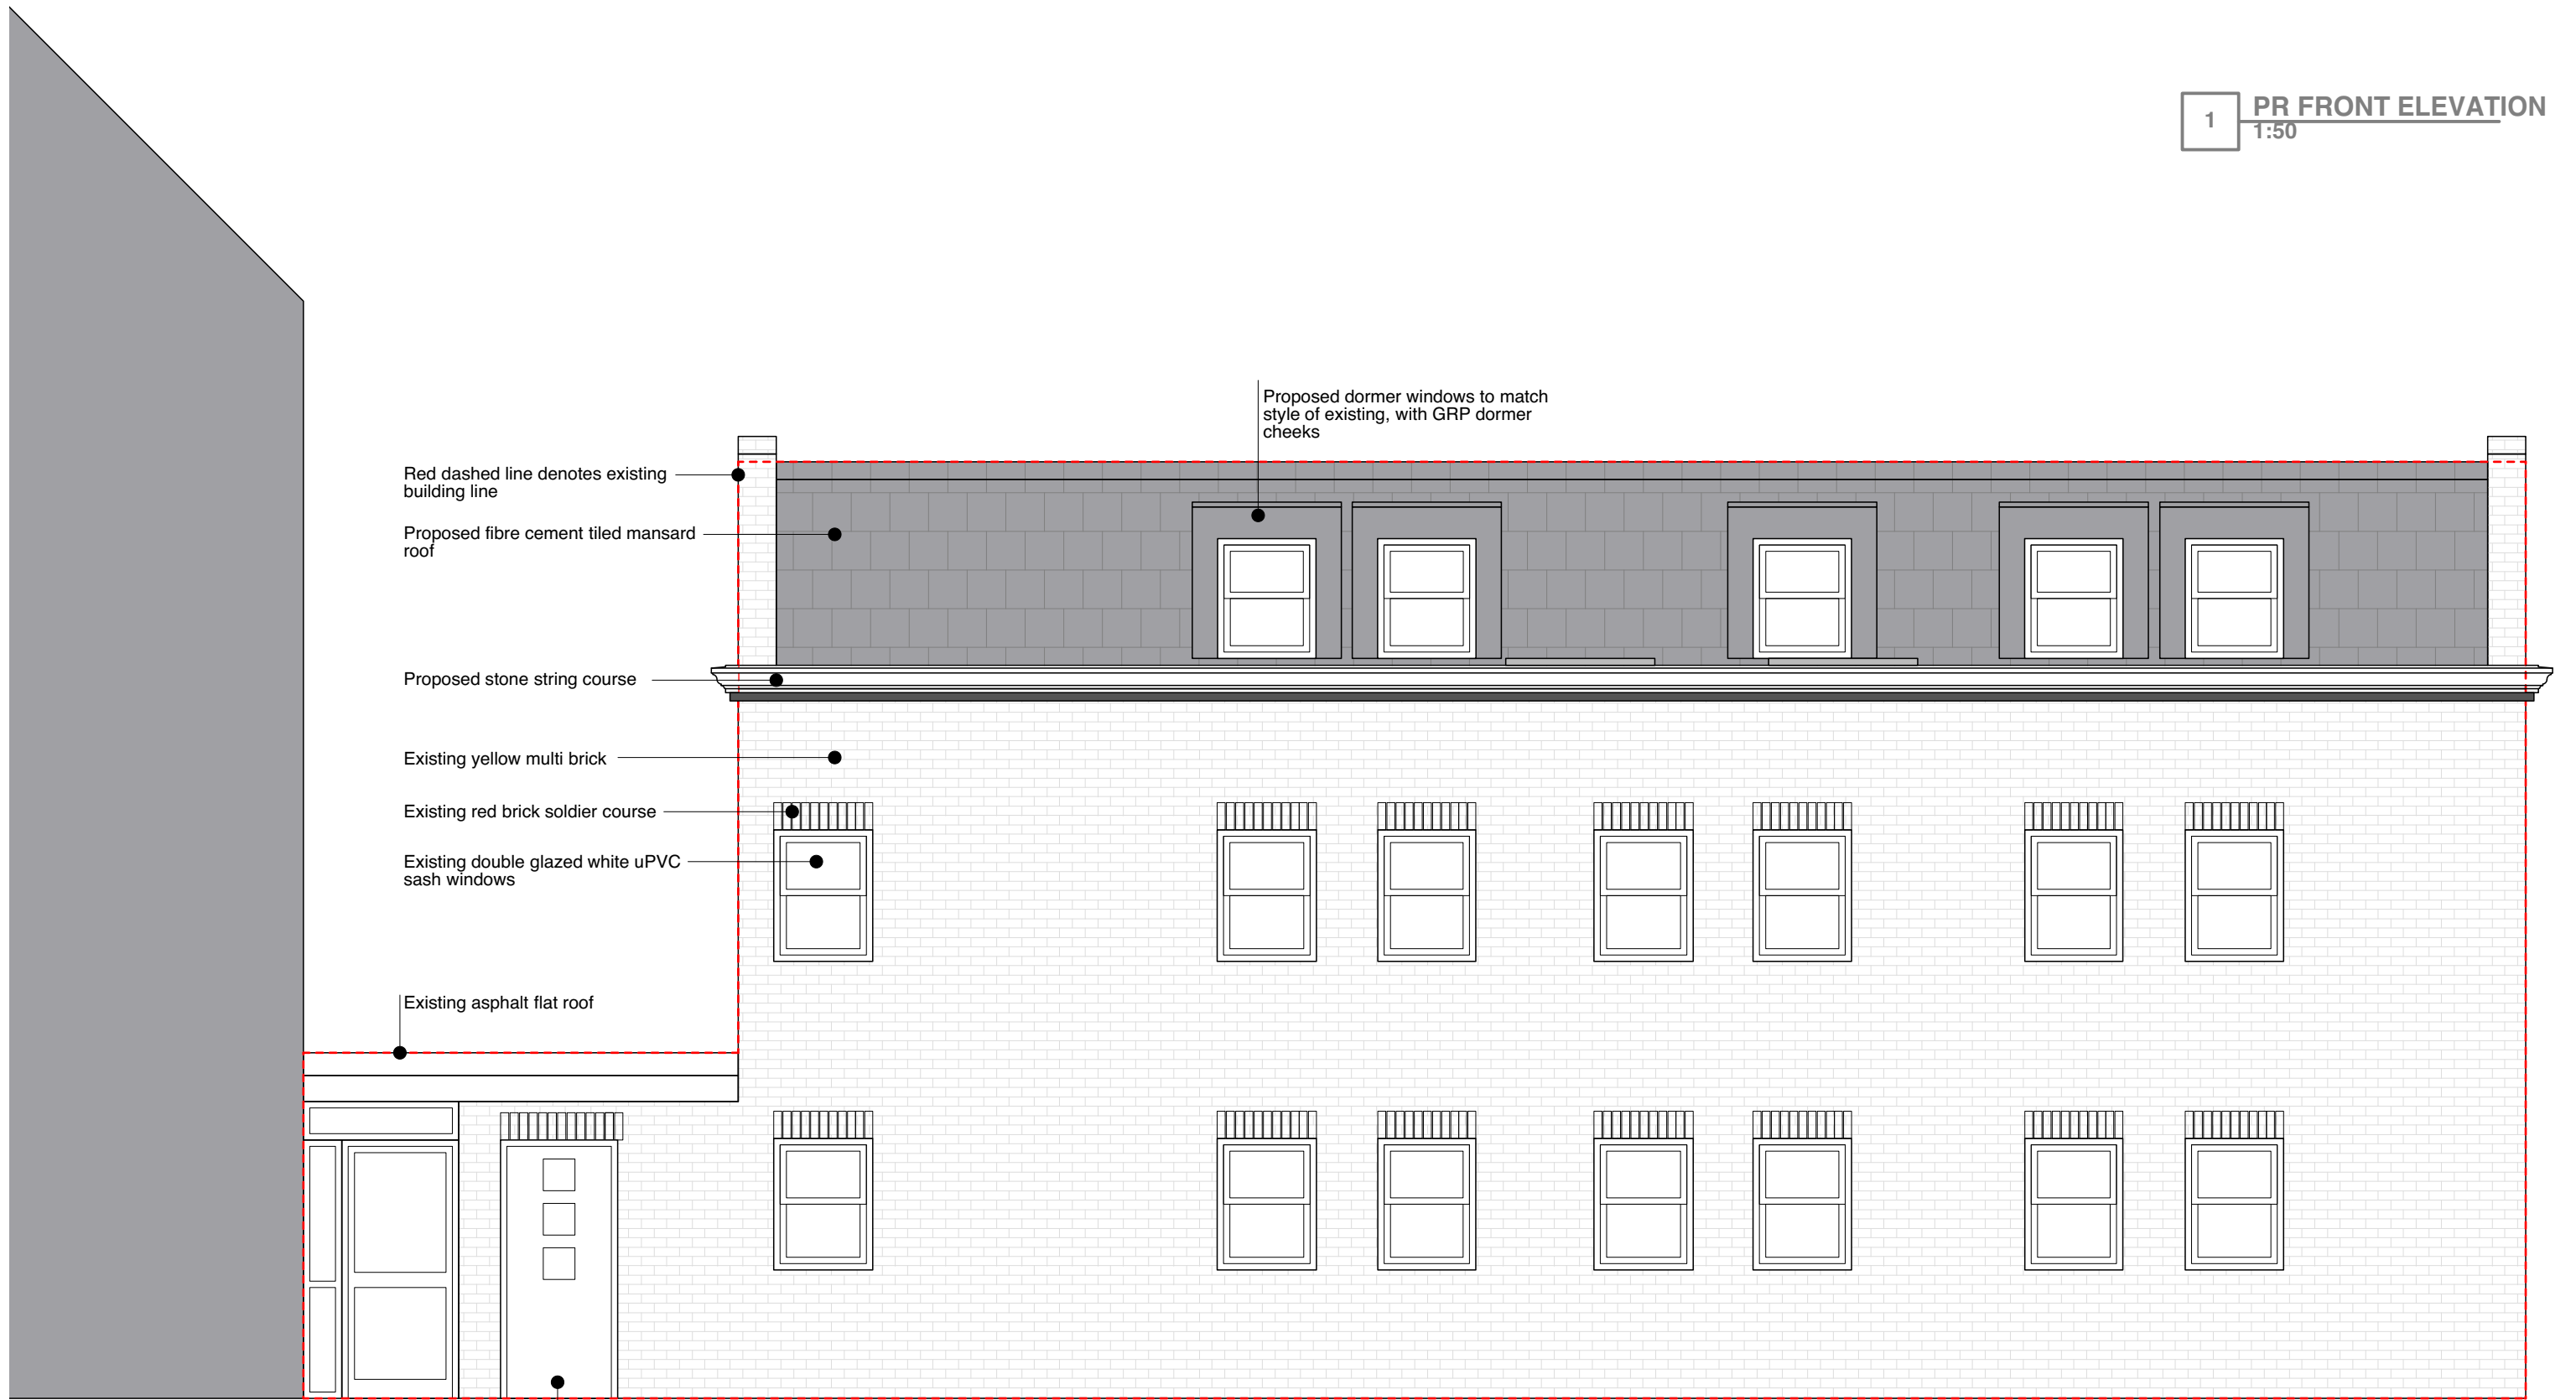 1
PR FRONT ELEVATION
1:50
Proposed dormer windows to match
style of existing, with GRP dormer
cheeks
Red dashed line denotes existing
building line
Proposed fibre cement tiled mansard
roof
Proposed stone string course
Existing yellow multi brick
Existing red brick soldier course
Existing double glazed white uPVC
sash windows
Existing asphalt flat roof